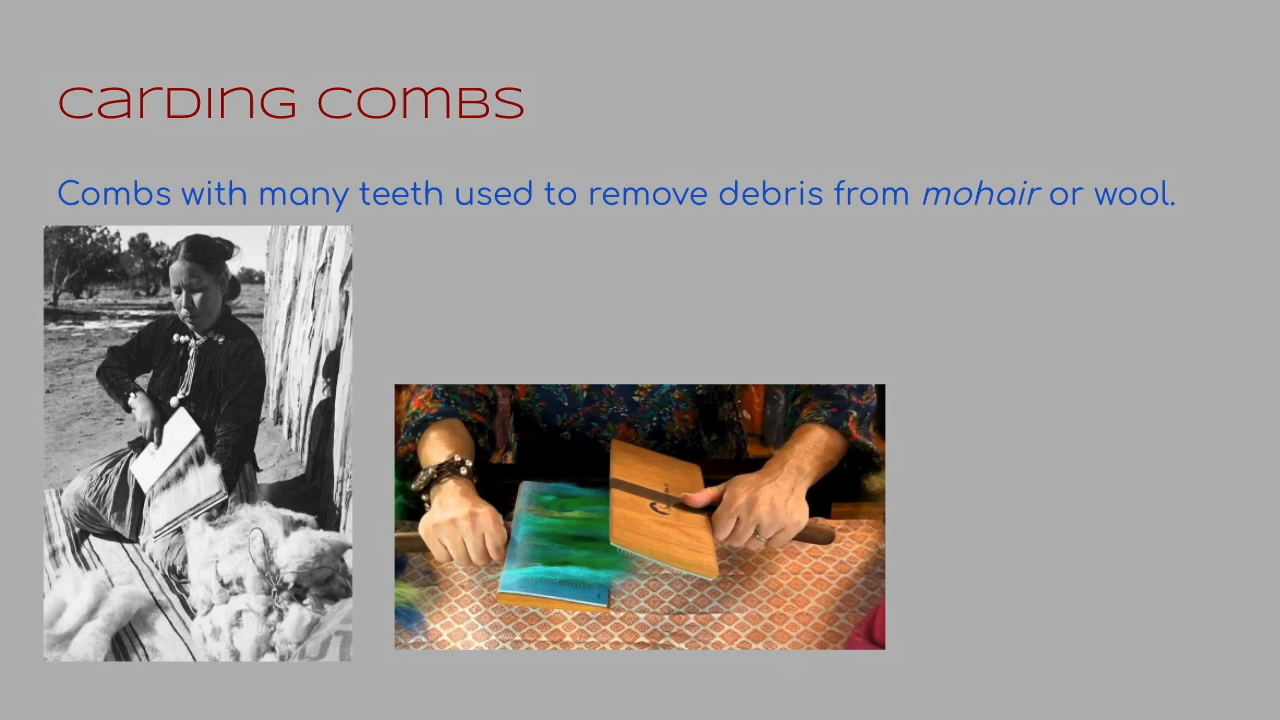 carDING COMBS
Combs with many teeth used to remove debris from mohair or wool.